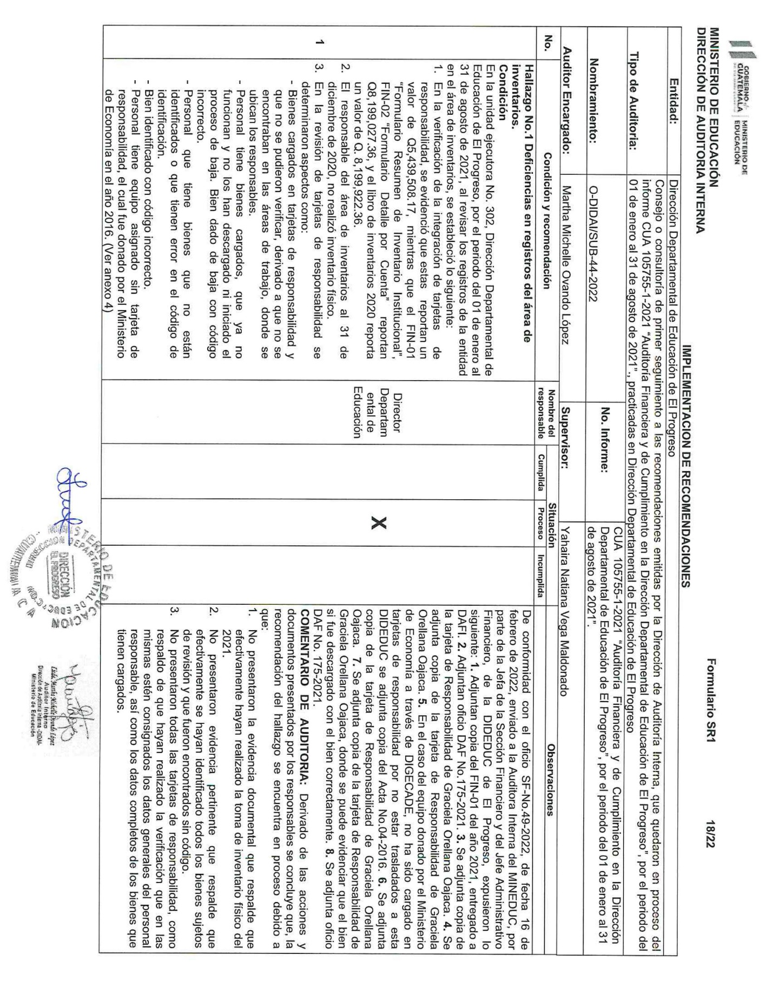 GOBIERNO de
GUATEMALA
MINISTERIO DE
EDUCACIÓN
MINISTERIO DE EDUCACIÓN
DIRECCIÓN DE AUDITORIA INTERNA
Formulario SR1
18/22
IMPLEMENTACION DE RECOMENDACIONES
Entidad:
Dirección Departamental de Educación de El Progreso
Tipo de Auditoria:
Consejo o consultoría de primer seguimiento a las recomendaciones emitidas por la Dirección de Auditoría Interna, que quedaron en proceso del
informe CUA 105755-1-2021 "Auditoría Financiera y de Cumplimiento en la Dirección Departamental de Educación de El Progreso", por el periodo del
01 de enero al 31 de agosto de 2021"., practicadas en Dirección Departamental de Educación de El Progreso
Nombramiento:
O-DIDAI/SUB-44-2022
No. Informe:
CUA 105755-1-2021 "Auditoría Financiera y de Cumplimiento en la Dirección
Departamental de Educación de El Progreso", por el periodo del 01 de enero al 31
de agosto de 2021".
Auditor Encargado:
Martha Michelle Ovando López
Supervisor:
Yahaira Natiana Vega Maldonado
No.
Condición y recomendación
Nombre del
responsable
Situación
Cumplida
Proceso
Incumplida
Observaciones
1
Hallazgo No.1 Deficiencias en registros del área de
inventarios.
Condición
En la unidad ejecutora No. 302, Dirección Departamental de
Educación de El Progreso, por el periodo del 01 de enero al
31 de agosto de 2021, al revisar los registros de la entidad
en el área de inventarios, se estableció lo siguiente:
1. En la verificación de la integración de tarjetas de
responsabilidad, se evidenció que estas reportan un
valor de Q5,439,508.17, mientras que el FIN-01
"Formulario Resumen de Inventario Institucional",
FIN-02 "Formulario Detalle por Cuenta" reportan
Q8,199,027.36, y el libro de inventarios 2020 reporta
un valor de Q. 8,199,922.36.
2. El responsable del área de inventarios al 31 de
diciembre de 2020, no realizó inventario físico.
3. En la revisión de tarjetas de responsabilidad se
determinaron aspectos como:
- Bienes cargados en tarjetas de responsabilidad y
que no se pudieron verificar, derivado a que no se
encontraban en las áreas de trabajo, donde se
ubican los responsables.
- Personal tiene bienes cargados, que ya no
funcionan y no los han descargado ni iniciado el
proceso de baja. Bien dado de baja con código
incorrecto.
- Personal que tiene bienes que no están
identificados o que tienen error en el código de
identificación.
- Bien identificado con código incorrecto.
- Personal tiene equipo asignado sin tarjeta de
responsabilidad, el cual fue donado por el Ministerio
de Economía en el año 2016. (Ver anexo 4)
Director
Departam
ental de
Educación
X
De conformidad con el oficio SF-No.49-2022, de fecha 16 de
febrero de 2022, enviado a la Auditora Interna del MINEDUC, por
parte de la Jefa de la Sección Financiero y del Jefe Administrativo
Financiero, de la DIDEDUC de El Progreso, expusieron lo
siguiente: 1. Adjuntan copia del FIN-01 del año 2021, entregado a
DAFI. 2. Adjuntan oficio DAF No.175-2021. 3. Se adjunta copia de
la tarjeta de Responsabilidad de Graciela Orellana Oajaca. 4. Se
adjunta copia de la tarjeta de Responsabilidad de Graciela
Orellana Oajaca. 5. En el caso del equipo donado por el Ministerio
de Economía a través de DIGECADE, no ha sido cargado en
tarjetas de responsabilidad por no estar trasladados a esta
DIDEDUC se adjunta copia del Acta No.04-2016. 6. Se adjunta
copia de la tarjeta de Responsabilidad de Graciela Orellana
Oajaca. 7. Se adjunta copia de la tarjeta de Responsabilidad de
Graciela Orellana Oajaca, donde se puede evidenciar que el bien
si fue descargado con el bien correctamente. 8. Se adjunta oficio
DAF No. 175-2021.
COMENTARIO DE AUDITORIA: Derivado de las acciones y
documentos presentados por los responsables se concluye que, la
recomendación del hallazgo se encuentra en proceso debido a
que:
1. No presentaron la evidencia documental que respalde que
efectivamente hayan realizado la toma de inventario físico del
2021.
2. No presentaron evidencia pertinente que respalde que
efectivamente se hayan identificado todos los bienes sujetos
de revisión y que fueron encontrados sin código.
3. No presentaron todas las tarjetas de responsabilidad, como
respaldo de que hayan realizado la verificación que en las
mismas estén consignados los datos generales del personal
responsable, así como los datos completos de los bienes que
tienen cargados.
MINISTERIO DE EDUCACIÓN
DIRECCION DEPARTAMENTAL DE EDUCACION
DIRECCIÓN
EL PROGRESO
GUATEMALA C A
Licda. Martha Michelle Ovando López
Auditor Interno
Dirección de Auditoria Interna -DIDAI-
Ministerio de Educación